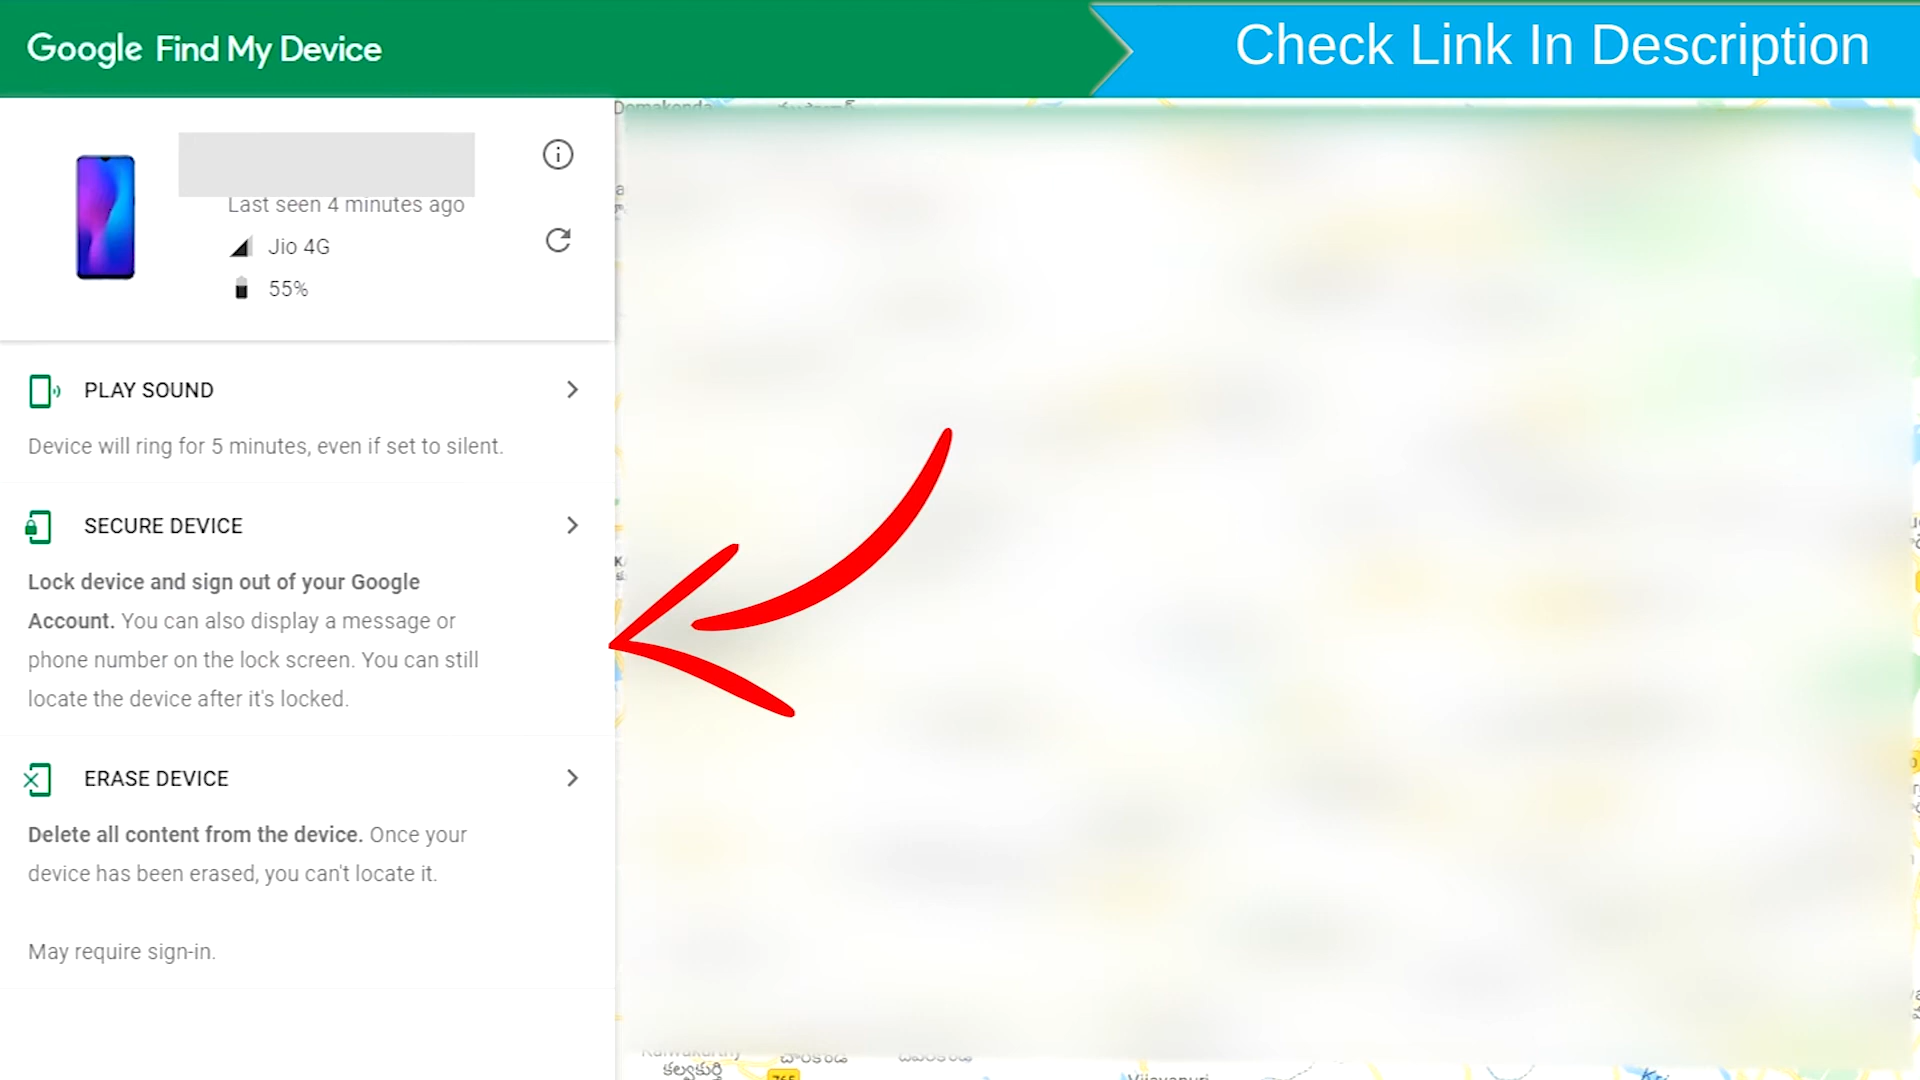 Google Find My Device
Check Link In Description
Last seen 4 minutes ago
Jio 4G
55%
PLAY SOUND
Device will ring for 5 minutes, even if set to silent.
SECURE DEVICE
Lock device and sign out of your Google
Account. You can also display a message or
phone number on the lock screen. You can still
locate the device after it's locked.
ERASE DEVICE
Delete all content from the device. Once your
device has been erased, you can't locate it.
May require sign-in.
Domakonda
కల్వకుర్తి
765